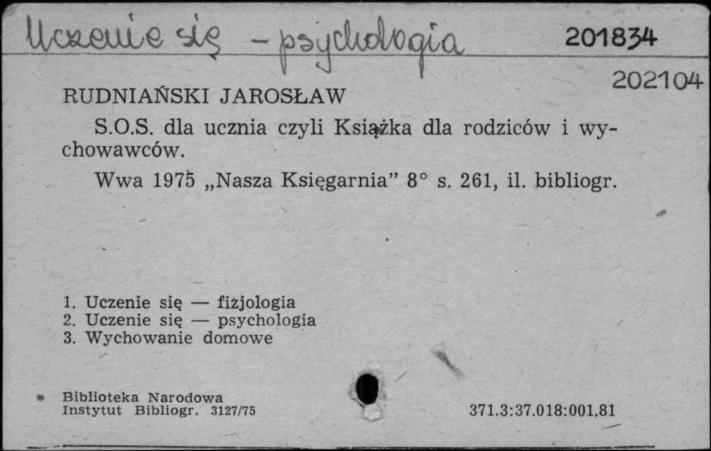 Uczenie się – psychologia 201834
202104
RUDNIAŃSKI JAROSŁAW
S.O.S. dla ucznia czyli Książka dla rodziców i wy-
chowawców.
Wwa 1975 „Nasza Księgarnia” 8° s. 261, il. bibliogr.
1. Uczenie się — fizjologia
2. Uczenie się — psychologia
3. Wychowanie domowe
Biblioteka Narodowa
Instytut Bibliogr. 3127/75 371.3:37.018:001.81